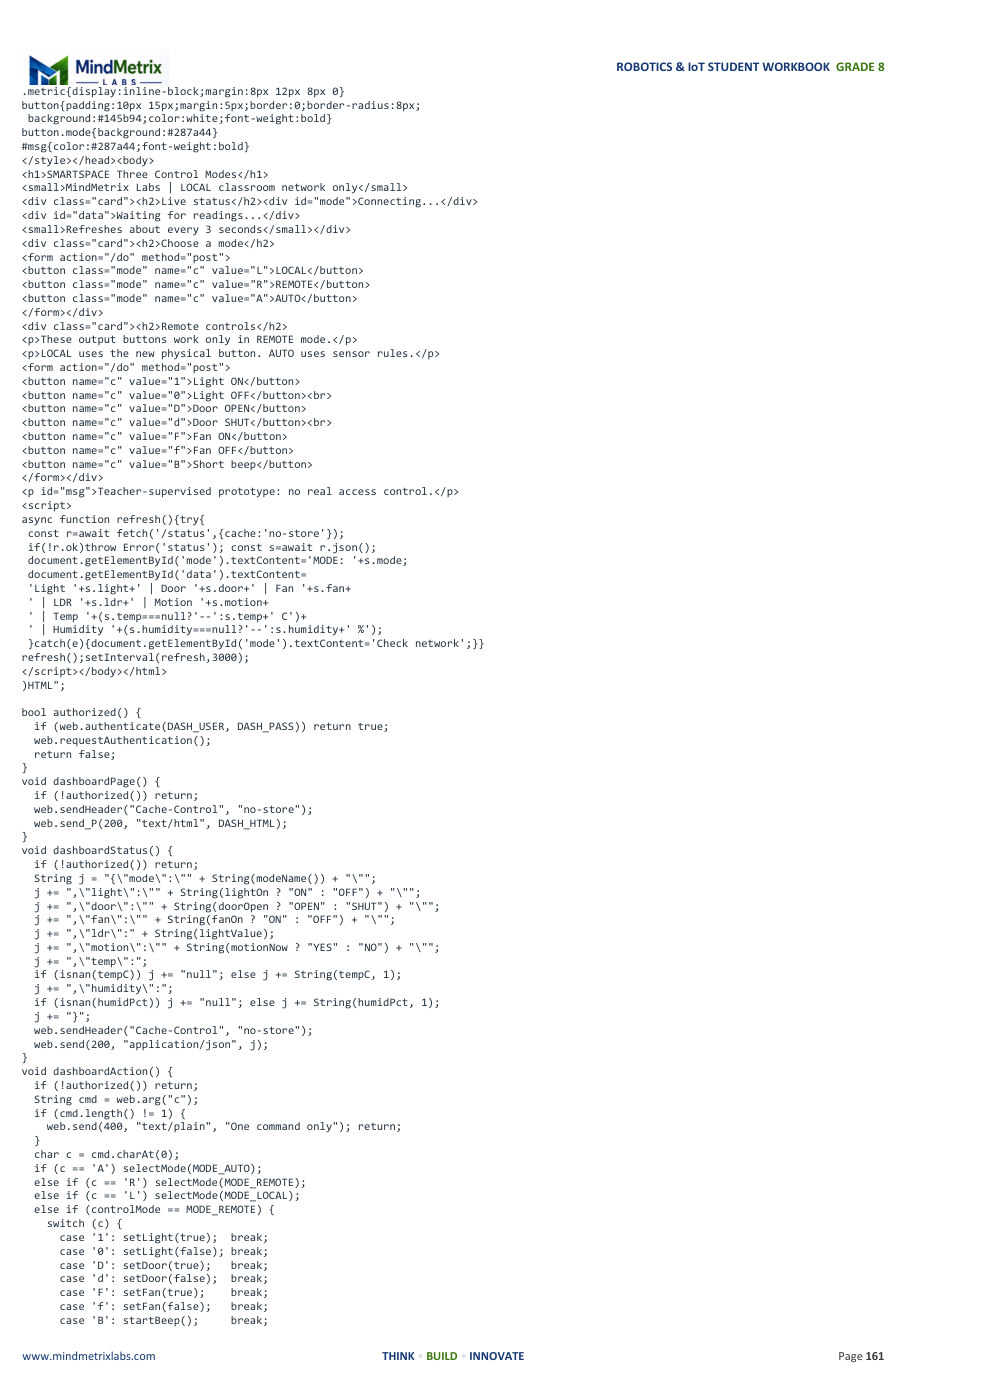 MindMetrix
LABS
ROBOTICS & IoT STUDENT WORKBOOK GRADE 8
.metric{display:inline-block;margin:8px 12px 8px 0}
button{padding:10px 15px;margin:5px;border:0;border-radius:8px;
 background:#145b94;color:white;font-weight:bold}
button.mode{background:#287a44}
#msg{color:#287a44;font-weight:bold}
</style></head><body>
<h1>SMARTSPACE Three Control Modes</h1>
<small>MindMetrix Labs | LOCAL classroom network only</small>
<div class="card"><h2>Live status</h2><div id="mode">Connecting...</div>
<div id="data">Waiting for readings...</div>
<small>Refreshes about every 3 seconds</small></div>
<div class="card"><h2>Choose a mode</h2>
<form action="/do" method="post">
<button class="mode" name="c" value="L">LOCAL</button>
<button class="mode" name="c" value="R">REMOTE</button>
<button class="mode" name="c" value="A">AUTO</button>
</form></div>
<div class="card"><h2>Remote controls</h2>
<p>These output buttons work only in REMOTE mode.</p>
<p>LOCAL uses the new physical button. AUTO uses sensor rules.</p>
<form action="/do" method="post">
<button name="c" value="1">Light ON</button>
<button name="c" value="0">Light OFF</button><br>
<button name="c" value="D">Door OPEN</button>
<button name="c" value="d">Door SHUT</button><br>
<button name="c" value="F">Fan ON</button>
<button name="c" value="f">Fan OFF</button>
<button name="c" value="B">Short beep</button>
</form></div>
<p id="msg">Teacher-supervised prototype: no real access control.</p>
<script>
async function refresh(){try{
 const r=await fetch('/status',{cache:'no-store'});
 if(!r.ok)throw Error('status'); const s=await r.json();
 document.getElementById('mode').textContent='MODE: '+s.mode;
 document.getElementById('data').textContent=
 'Light '+s.light+' | Door '+s.door+' | Fan '+s.fan+
 ' | LDR '+s.ldr+' | Motion '+s.motion+
 ' | Temp '+(s.temp===null?'--':s.temp+' C')+
 ' | Humidity '+(s.humidity===null?'--':s.humidity+' %');
 }catch(e){document.getElementById('mode').textContent='Check network';}}
refresh();setInterval(refresh,3000);
</script></body></html>
)HTML";
bool authorized() {
  if (web.authenticate(DASH_USER, DASH_PASS)) return true;
  web.requestAuthentication();
  return false;
}
void dashboardPage() {
  if (!authorized()) return;
  web.sendHeader("Cache-Control", "no-store");
  web.send_P(200, "text/html", DASH_HTML);
}
void dashboardStatus() {
  if (!authorized()) return;
  String j = "{\"mode\":\"" + String(modeName()) + "\"";
  j += ",\"light\":\"" + String(lightOn ? "ON" : "OFF") + "\"";
  j += ",\"door\":\"" + String(doorOpen ? "OPEN" : "SHUT") + "\"";
  j += ",\"fan\":\"" + String(fanOn ? "ON" : "OFF") + "\"";
  j += ",\"ldr\":" + String(lightValue);
  j += ",\"motion\":\"" + String(motionNow ? "YES" : "NO") + "\"";
  j += ",\"temp\":";
  if (isnan(tempC)) j += "null"; else j += String(tempC, 1);
  j += ",\"humidity\":";
  if (isnan(humidPct)) j += "null"; else j += String(humidPct, 1);
  j += "}";
  web.sendHeader("Cache-Control", "no-store");
  web.send(200, "application/json", j);
}
void dashboardAction() {
  if (!authorized()) return;
  String cmd = web.arg("c");
  if (cmd.length() != 1) {
    web.send(400, "text/plain", "One command only"); return;
  }
  char c = cmd.charAt(0);
  if (c == 'A') selectMode(MODE_AUTO);
  else if (c == 'R') selectMode(MODE_REMOTE);
  else if (c == 'L') selectMode(MODE_LOCAL);
  else if (controlMode == MODE_REMOTE) {
    switch (c) {
      case '1': setLight(true);  break;
      case '0': setLight(false); break;
      case 'D': setDoor(true);   break;
      case 'd': setDoor(false);  break;
      case 'F': setFan(true);    break;
      case 'f': setFan(false);   break;
      case 'B': startBeep();     break;
www.mindmetrixlabs.com
THINK • BUILD • INNOVATE
Page 161